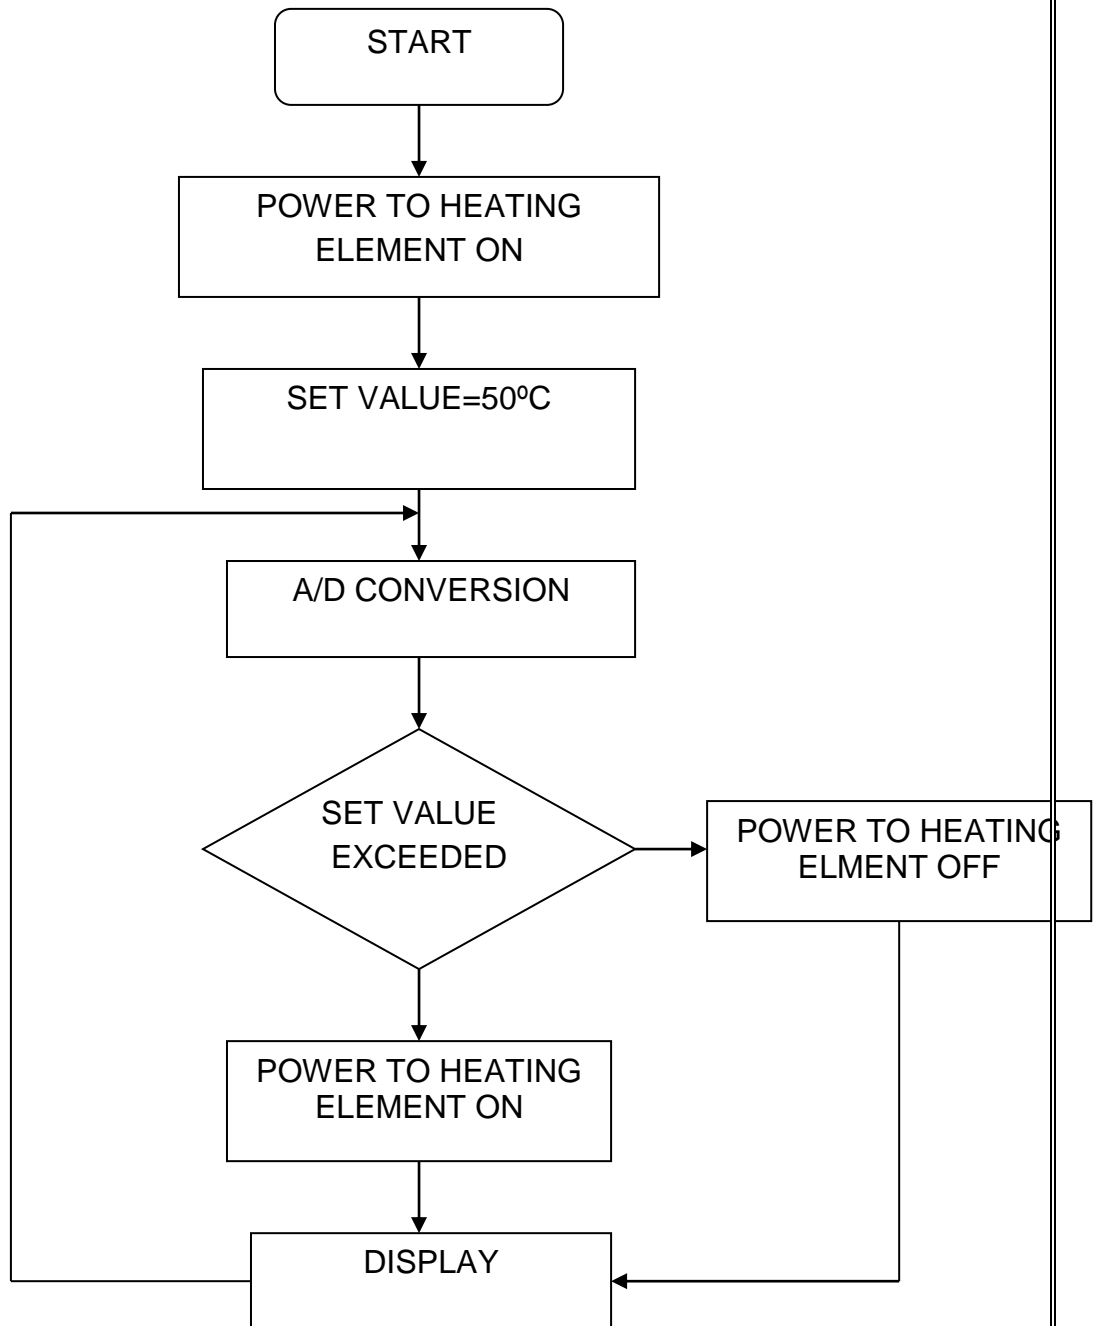 START
POWER TO HEATING
ELEMENT ON
SET VALUE=50ºC
A/D CONVERSION
SET VALUE
EXCEEDED
POWER TO HEATING
ELMENT OFF
POWER TO HEATING
ELEMENT ON
DISPLAY